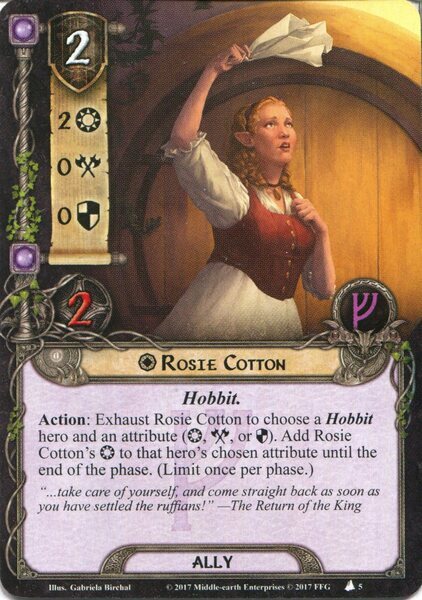 2
2
0
0
2
Rosie Cotton
Hobbit.
Action: Exhaust Rosie Cotton to choose a Hobbit
hero and an attribute ( , , or ). Add Rosie
Cotton's to that hero's chosen attribute until the
end of the phase. (Limit once per phase.)
"...take care of yourself, and come straight back as soon as
you have settled the ruffians!" —The Return of the King
ALLY
Illus. Gabriela Birchal © 2017 Middle-earth Enterprises © 2017 FFG 5